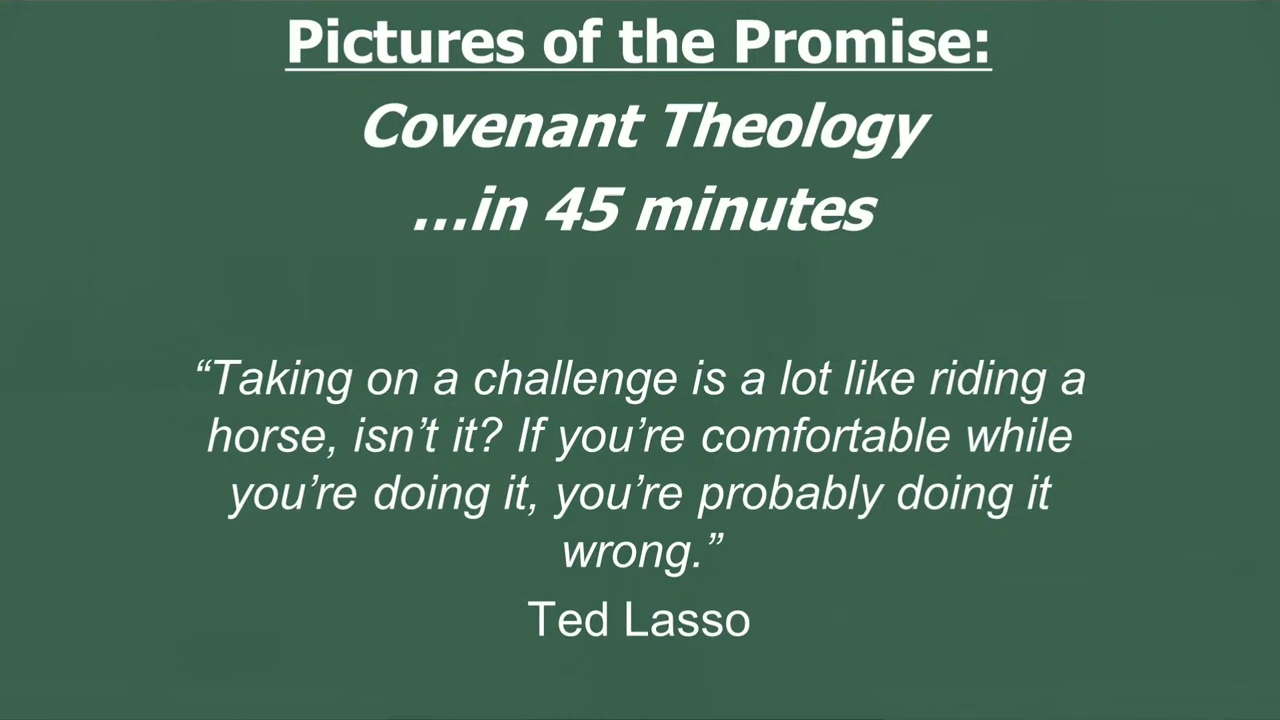 Pictures of the Promise:
Covenant Theology
…in 45 minutes
“Taking on a challenge is a lot like riding a
horse, isn’t it? If you’re comfortable while
you’re doing it, you’re probably doing it
wrong.”
Ted Lasso